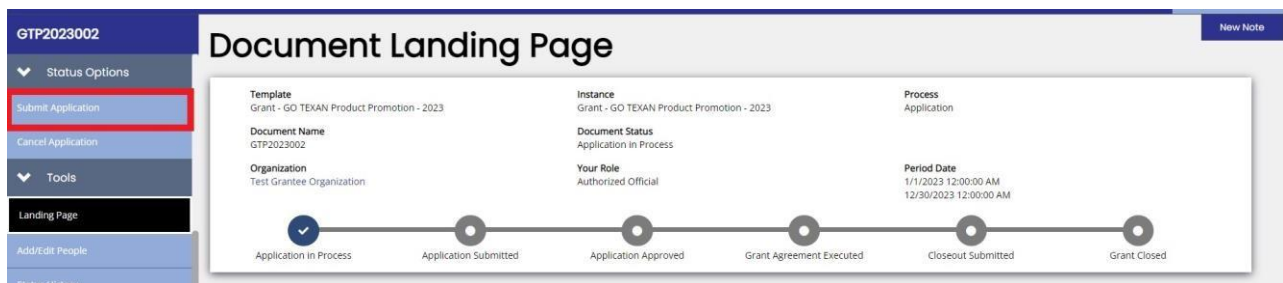 GTP2023002
New Note
Document Landing Page
Status Options
Submit Application
Cancel Application
Tools
Landing Page
Add/Edit People
Template
Grant - GO TEXAN Product Promotion - 2023
Instance
Grant - GO TEXAN Product Promotion - 2023
Process
Application
Document Name
GTP2023002
Document Status
Application in Process
Organization
Test Grantee Organization
Your Role
Authorized Official
Period Date
1/1/2023 12:00:00 AM
12/30/2023 12:00:00 AM
Application in Process
Application Submitted
Application Approved
Grant Agreement Executed
Closeout Submitted
Grant Closed